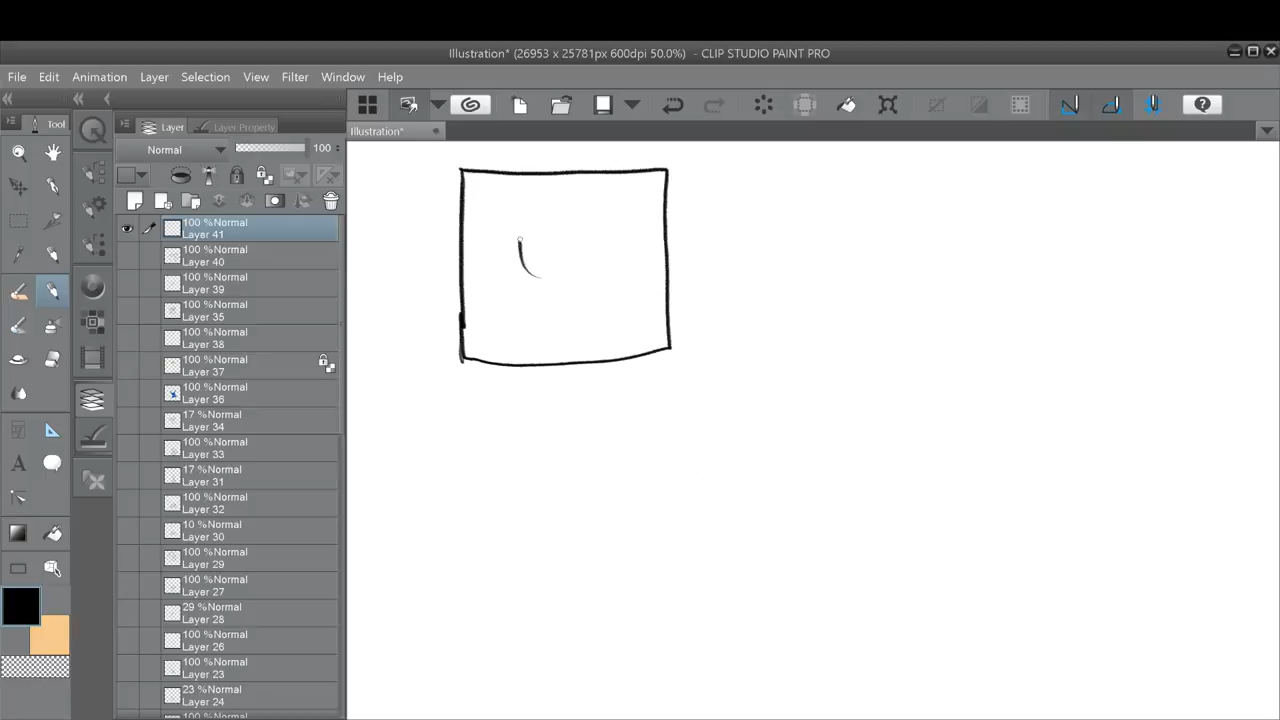 Illustration* (26953 x 25781px 600dpi 50.0%) - CLIP STUDIO PAINT PRO
File Edit Animation Layer Selection View Filter Window Help
Tool
Layer Layer Property
Illustration*
Normal 100
100 %Normal
Layer 41
100 %Normal
Layer 40
100 %Normal
Layer 39
100 %Normal
Layer 35
100 %Normal
Layer 38
100 %Normal
Layer 37
100 %Normal
Layer 36
17 %Normal
Layer 34
100 %Normal
Layer 33
17 %Normal
Layer 31
100 %Normal
Layer 32
10 %Normal
Layer 30
100 %Normal
Layer 29
100 %Normal
Layer 27
29 %Normal
Layer 28
100 %Normal
Layer 26
100 %Normal
Layer 23
23 %Normal
Layer 24
100 %Normal